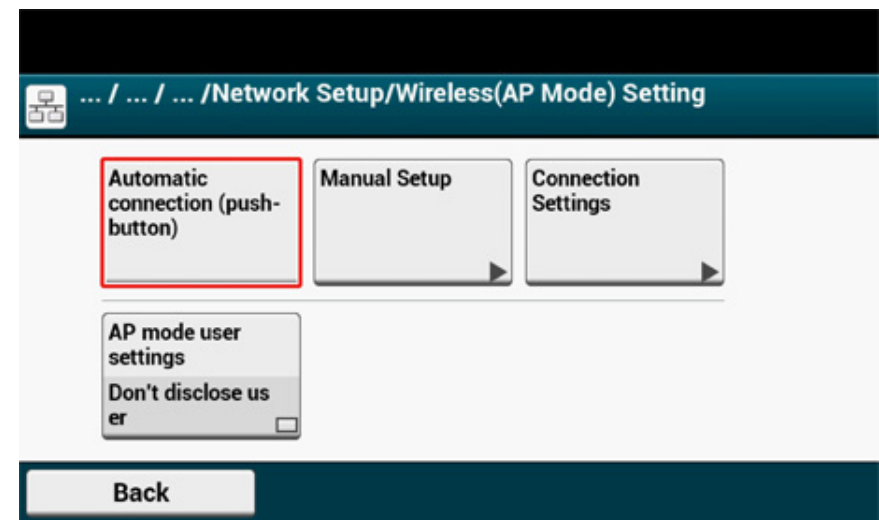 ... / ... / ... /Network Setup/Wireless(AP Mode) Setting
Automatic
connection (push-
button)
Manual Setup
Connection
Settings
AP mode user
settings
Don't disclose us
er
Back